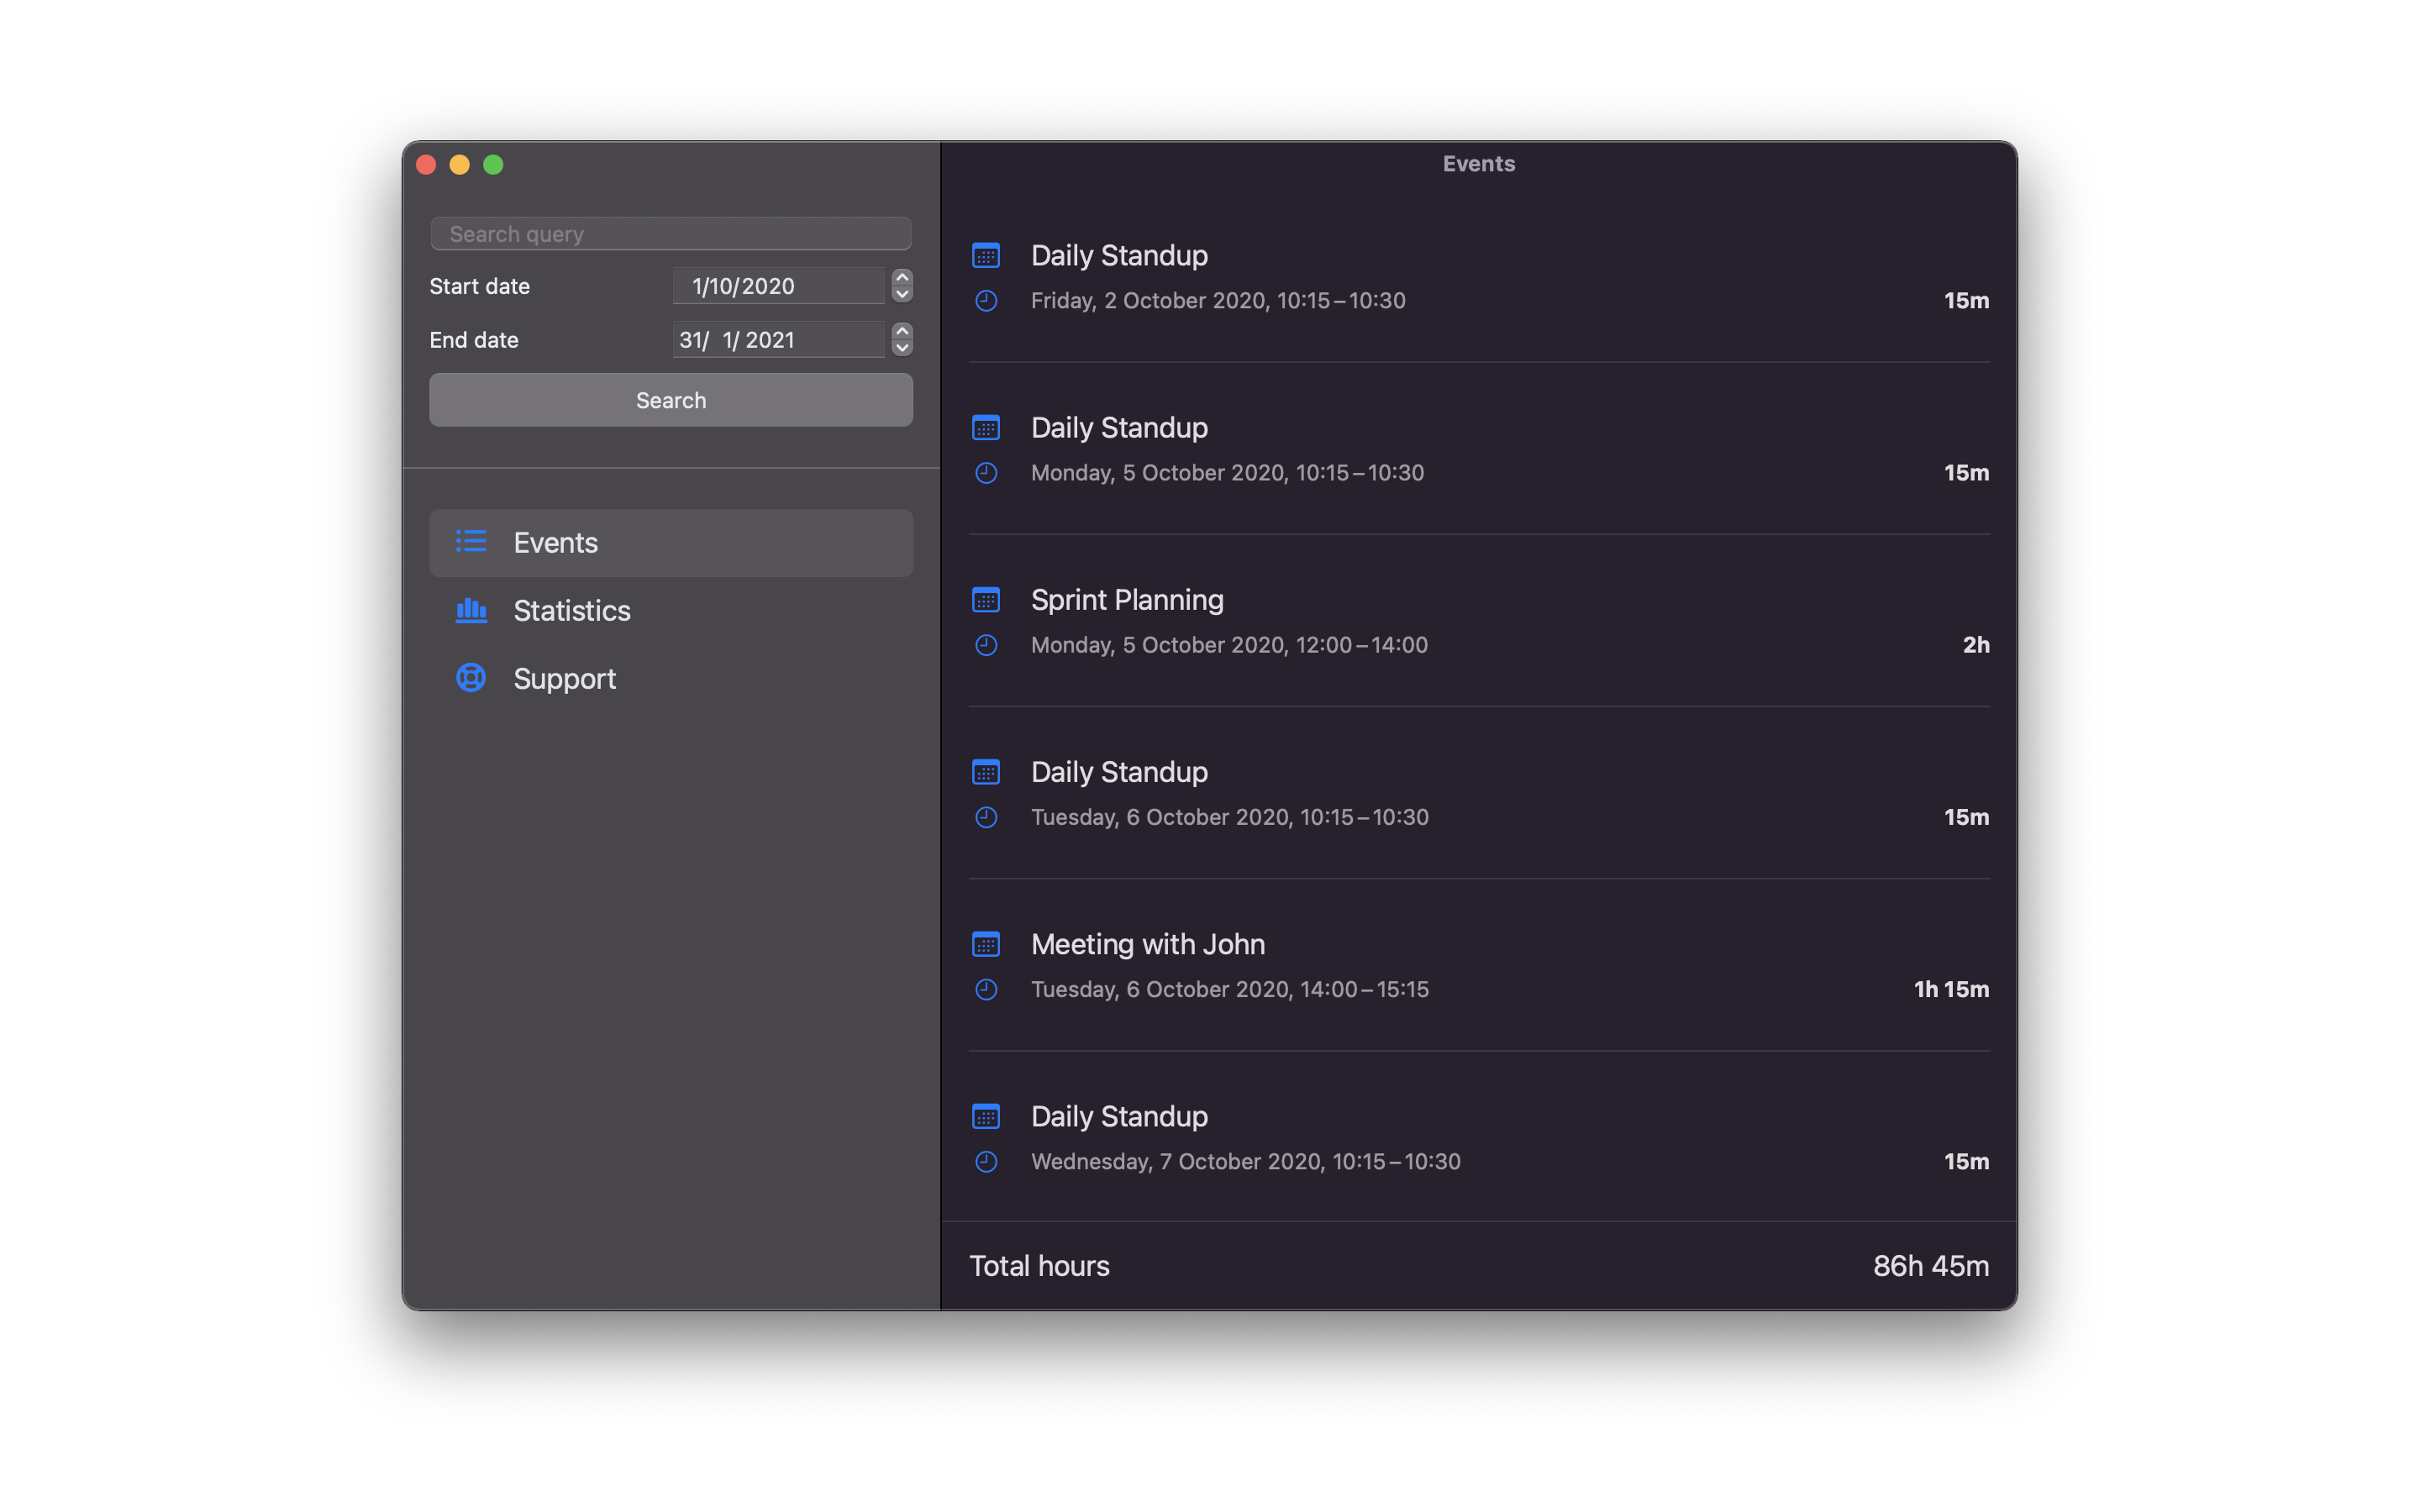 Events
Search query
Start date 1/10/2020
End date 31/ 1/ 2021
Search
Events
Statistics
Support
Daily Standup
Friday, 2 October 2020, 10:15 – 10:30 15m
Daily Standup
Monday, 5 October 2020, 10:15 – 10:30 15m
Sprint Planning
Monday, 5 October 2020, 12:00 – 14:00 2h
Daily Standup
Tuesday, 6 October 2020, 10:15 – 10:30 15m
Meeting with John
Tuesday, 6 October 2020, 14:00 – 15:15 1h 15m
Daily Standup
Wednesday, 7 October 2020, 10:15 – 10:30 15m
Total hours 86h 45m